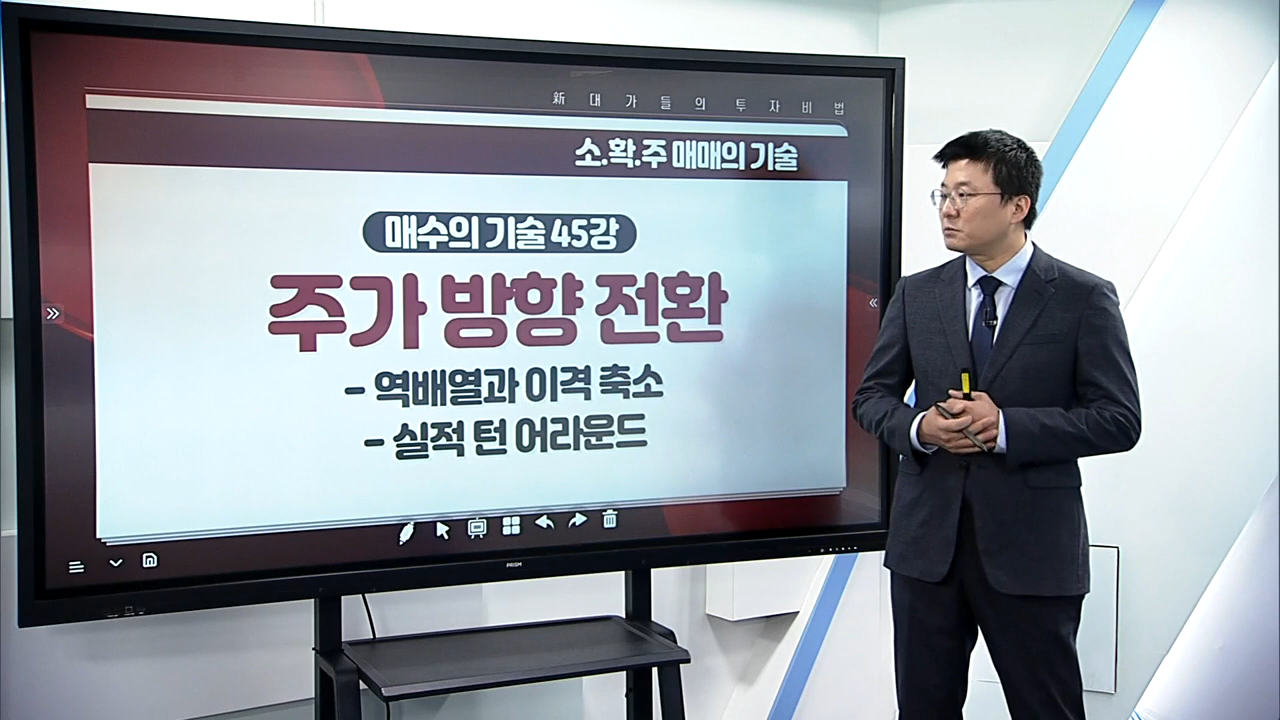 新 대 가 들 의 투 자 비 법
소.확.주 매매의 기술
매수의 기술 45강
주가 방향 전환
- 역배열과 이격 축소
- 실적 턴 어라운드
PRISM